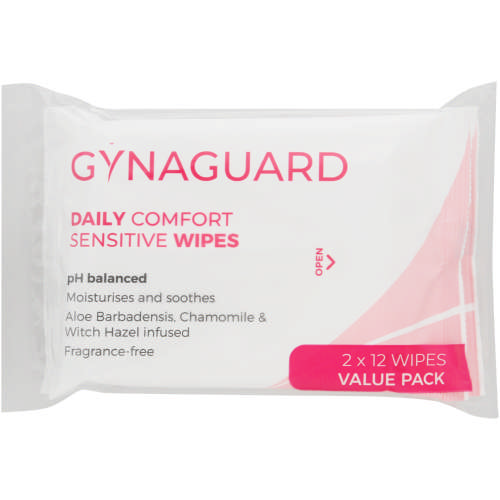 GYNAGUARD
DAILY COMFORT
SENSITIVE WIPES
OPEN
pH balanced
Moisturises and soothes
Aloe Barbadensis, Chamomile &
Witch Hazel infused
Fragrance-free
2 x 12 WIPES
VALUE PACK